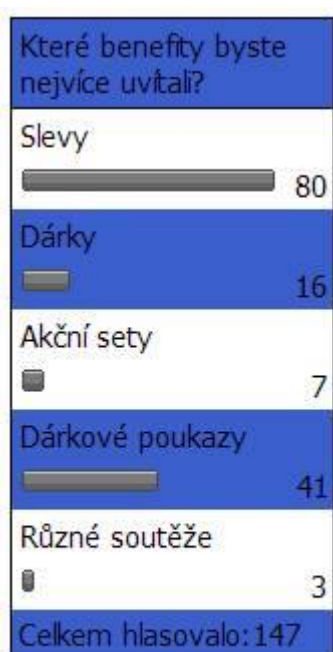 Které benefity byste
nejvíce uvítali?
Slevy
80
Dárky
16
Akční sety
7
Dárkové poukazy
41
Různé soutěže
3
Celkem hlasovalo:147